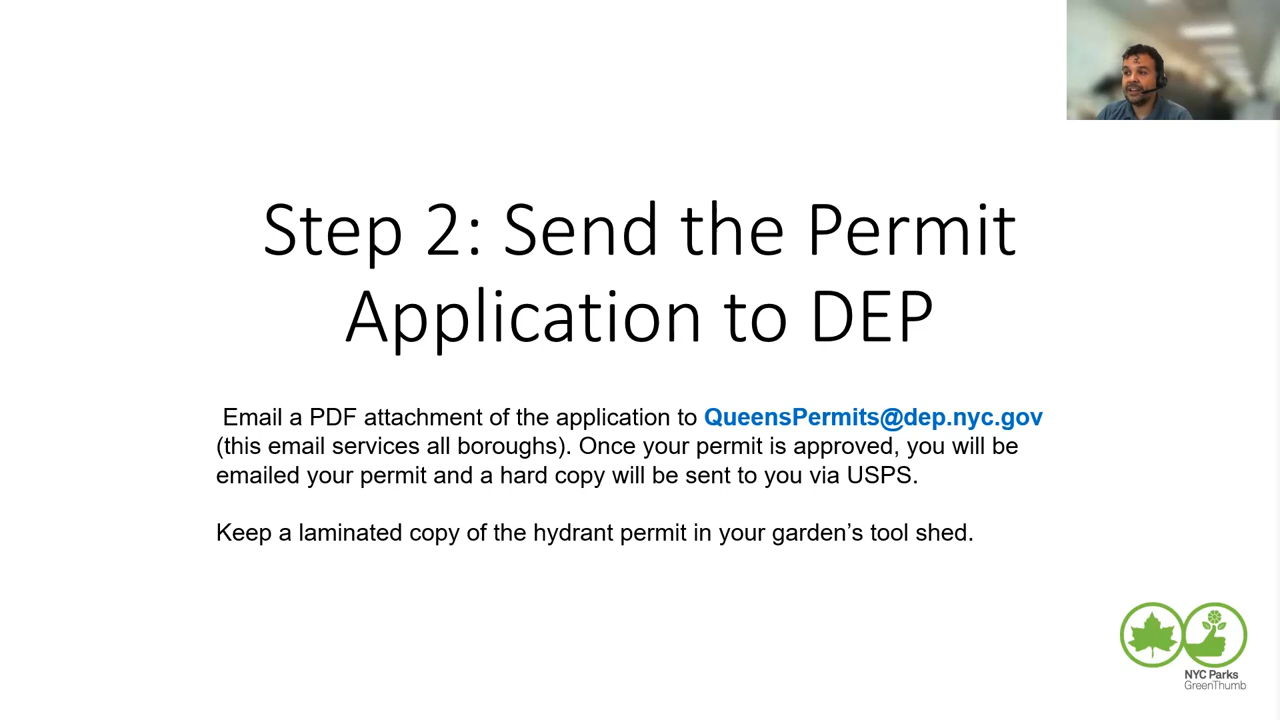 Step 2: Send the Permit
Application to DEP
Email a PDF attachment of the application to QueensPermits@dep.nyc.gov
(this email services all boroughs). Once your permit is approved, you will be
emailed your permit and a hard copy will be sent to you via USPS.
Keep a laminated copy of the hydrant permit in your garden’s tool shed.
NYC Parks
GreenThumb